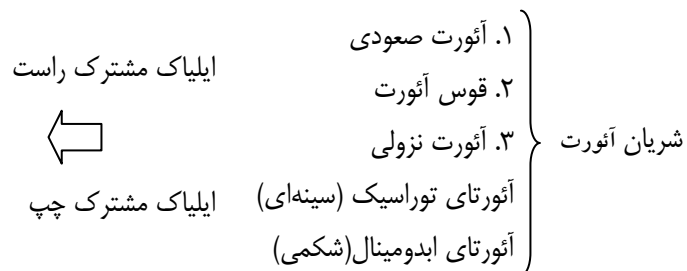 شریان آئورت
۱. آئورت صعودی
۲. قوس آئورت
۳. آئورت نزولی
آئورتای توراسیک (سینه‌ای)
آئورتای ابدومینال(شکمی)
ایلیاک مشترک راست
ایلیاک مشترک چپ